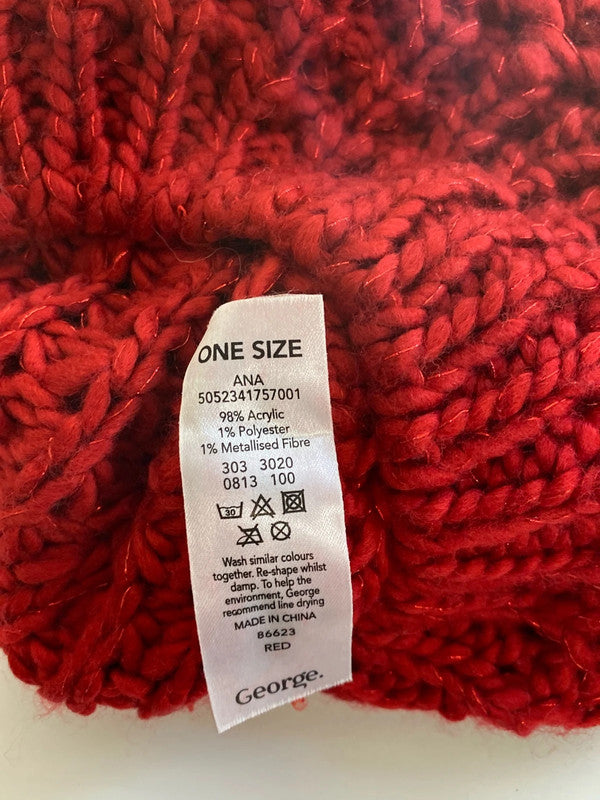 ONE SIZE
ANA
5052341757001
98% Acrylic
1% Polyester
1% Metallised Fibre
303 3020
0813 100
30
Wash similar colours
together. Re-shape whilst
damp. To help the
environment, George
recommend line drying
MADE IN CHINA
86623
RED
George.